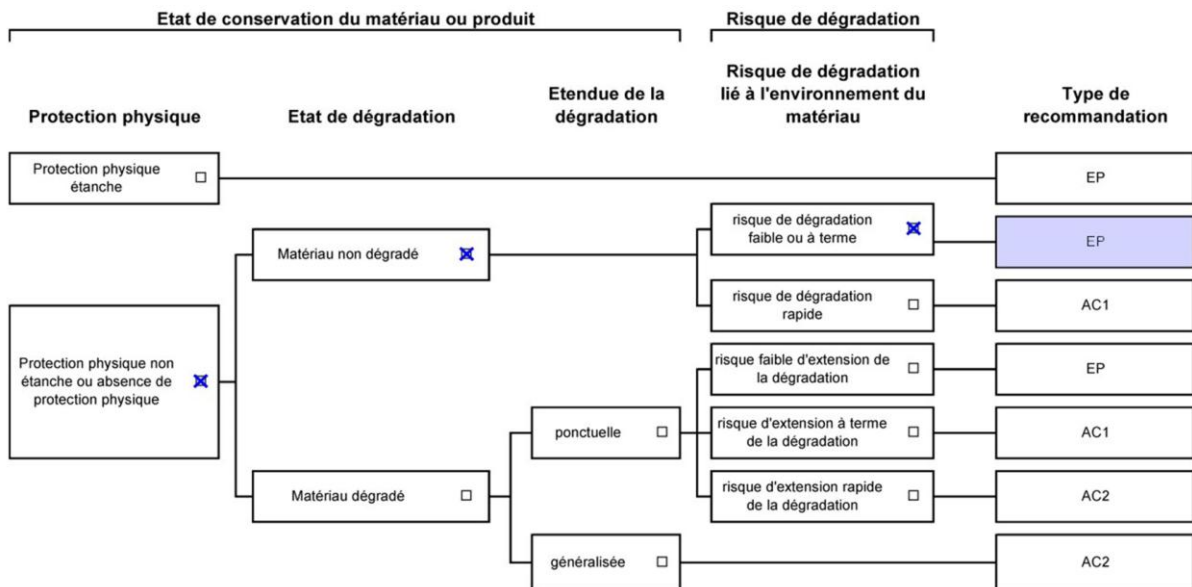 Etat de conservation du matériau ou produit
Risque de dégradation
Protection physique
Etat de dégradation
Etendue de la
dégradation
Risque de dégradation
lié à l'environnement du
matériau
Type de
recommandation
Protection physique
étanche
EP
Protection physique non
étanche ou absence de
protection physique
Matériau non dégradé
risque de dégradation
faible ou à terme
EP
risque de dégradation
rapide
AC1
Matériau dégradé
ponctuelle
risque faible d'extension de
la dégradation
EP
risque d'extension à terme
de la dégradation
AC1
risque d'extension rapide
de la dégradation
AC2
généralisée
AC2